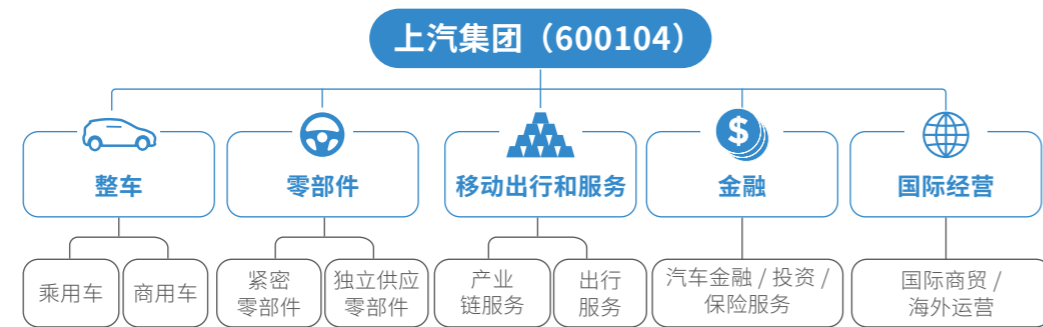 上汽集团（600104）
整车
零部件
移动出行和服务
金融
国际经营
乘用车
商用车
紧密
零部件
独立供应
零部件
产业
链服务
出行
服务
汽车金融 / 投资 /
保险服务
国际商贸 /
海外运营